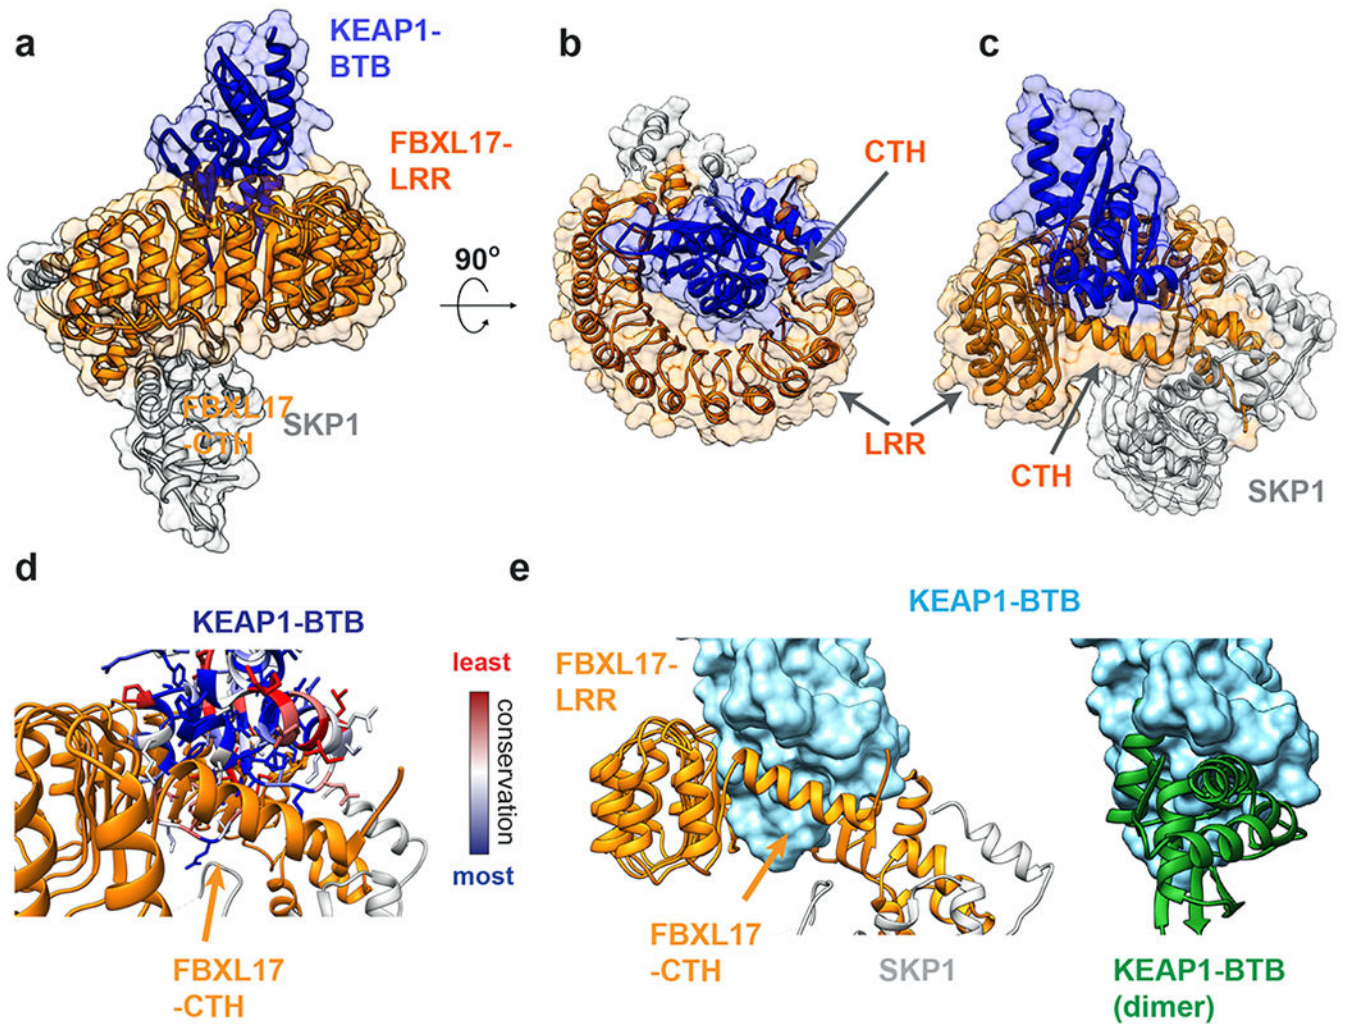 a
KEAP1-
BTB
FBXL17-
LRR
FBXL17
-CTH
SKP1
90°
b
CTH
LRR
c
CTH
SKP1
d
KEAP1-BTB
least
conservation
most
FBXL17
-CTH
e
KEAP1-BTB
FBXL17-
LRR
FBXL17
-CTH
SKP1
KEAP1-BTB
(dimer)